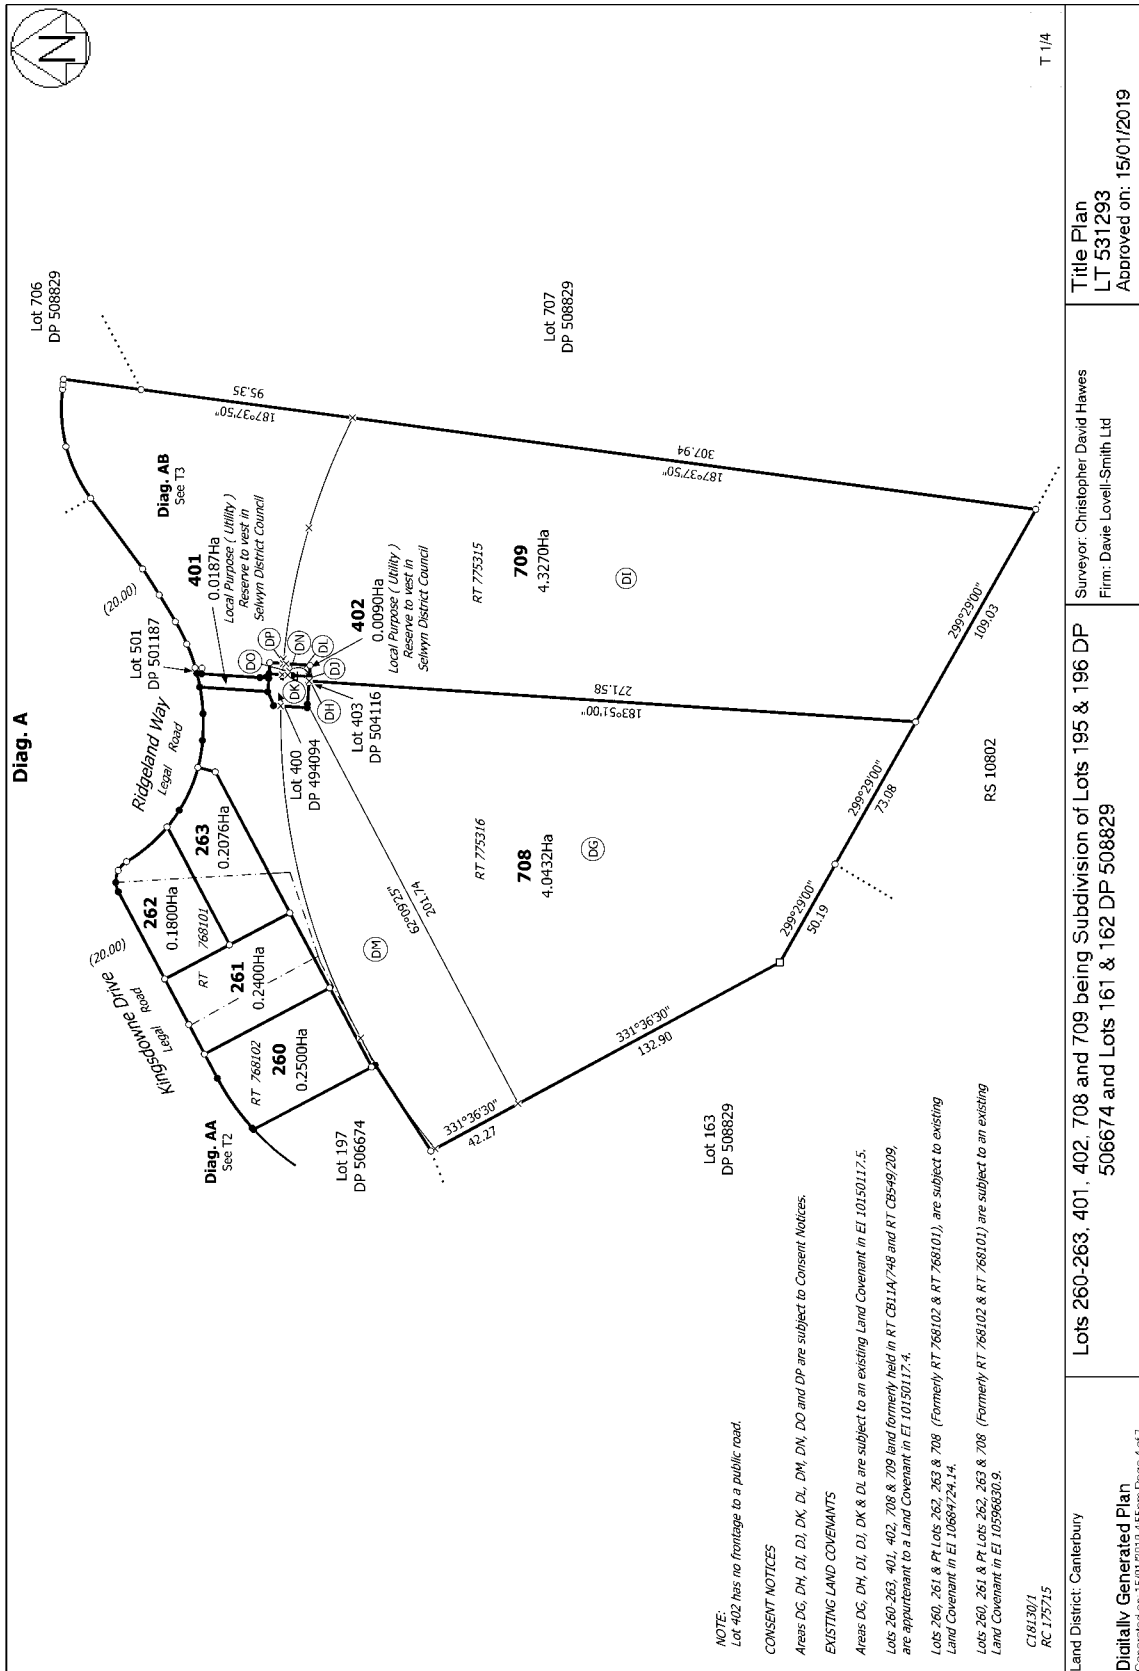 Diag. A
N
Lot 706
DP 508829
Lot 707
DP 508829
95.35
187°37'50"
307.94
187°37'50"
Diag. AB
See T3
(20.00)
401
0.0187Ha
Local Purpose ( Utility )
Reserve to vest in
Selwyn District Council
Lot 501
DP 501187
DO
DP
DN
DL
DJ
DK
DH
402
0.0090Ha
Local Purpose ( Utility )
Reserve to vest in
Selwyn District Council
RT 775315
709
4.3270Ha
DI
299°29'00"
109.03
271.58
183°51'00"
Lot 403
DP 504116
Lot 400
DP 494094
Ridgeland Way
Legal Road
263
0.2076Ha
262
0.1800Ha
RT 768101
261
0.2400Ha
(20.00)
Kingsdowne Drive
Legal Road
RT 768102
260
0.2500Ha
Diag. AA
See T2
Lot 197
DP 506674
DM
62°09'25"
201.74
RT 775316
708
4.0432Ha
DG
299°29'00"
73.08
RS 10802
299°29'00"
50.19
331°36'30"
132.90
331°36'30"
42.27
Lot 163
DP 508829
NOTE:
Lot 402 has no frontage to a public road.
CONSENT NOTICES
Areas DG, DH, DI, DJ, DK, DL, DM, DN, DO and DP are subject to Consent Notices.
EXISTING LAND COVENANTS
Areas DG, DH, DI, DJ, DK & DL are subject to an existing Land Covenant in EI 10150117.5.
Lots 260-263, 401, 402, 708 & 709 land formerly held in RT CB11A/748 and RT CB549/209,
are appurtenant to a Land Covenant in EI 10150117.4.
Lots 260, 261 & Pt Lots 262, 263 & 708 (Formerly RT 768102 & RT 768101), are subject to existing
Land Covenant in EI 10684724.14.
Lots 260, 261 & Pt Lots 262, 263 & 708 (Formerly RT 768102 & RT 768101) are subject to an existing
Land Covenant in EI 10596830.9.
C18130/1
RC 175715
T 1/4
Land District: Canterbury
Digitally Generated Plan
Lots 260-263, 401, 402, 708 and 709 being Subdivision of Lots 195 & 196 DP
506674 and Lots 161 & 162 DP 508829
Surveyor: Christopher David Hawes
Firm: Davie Lovell-Smith Ltd
Title Plan
LT 531293
Approved on: 15/01/2019